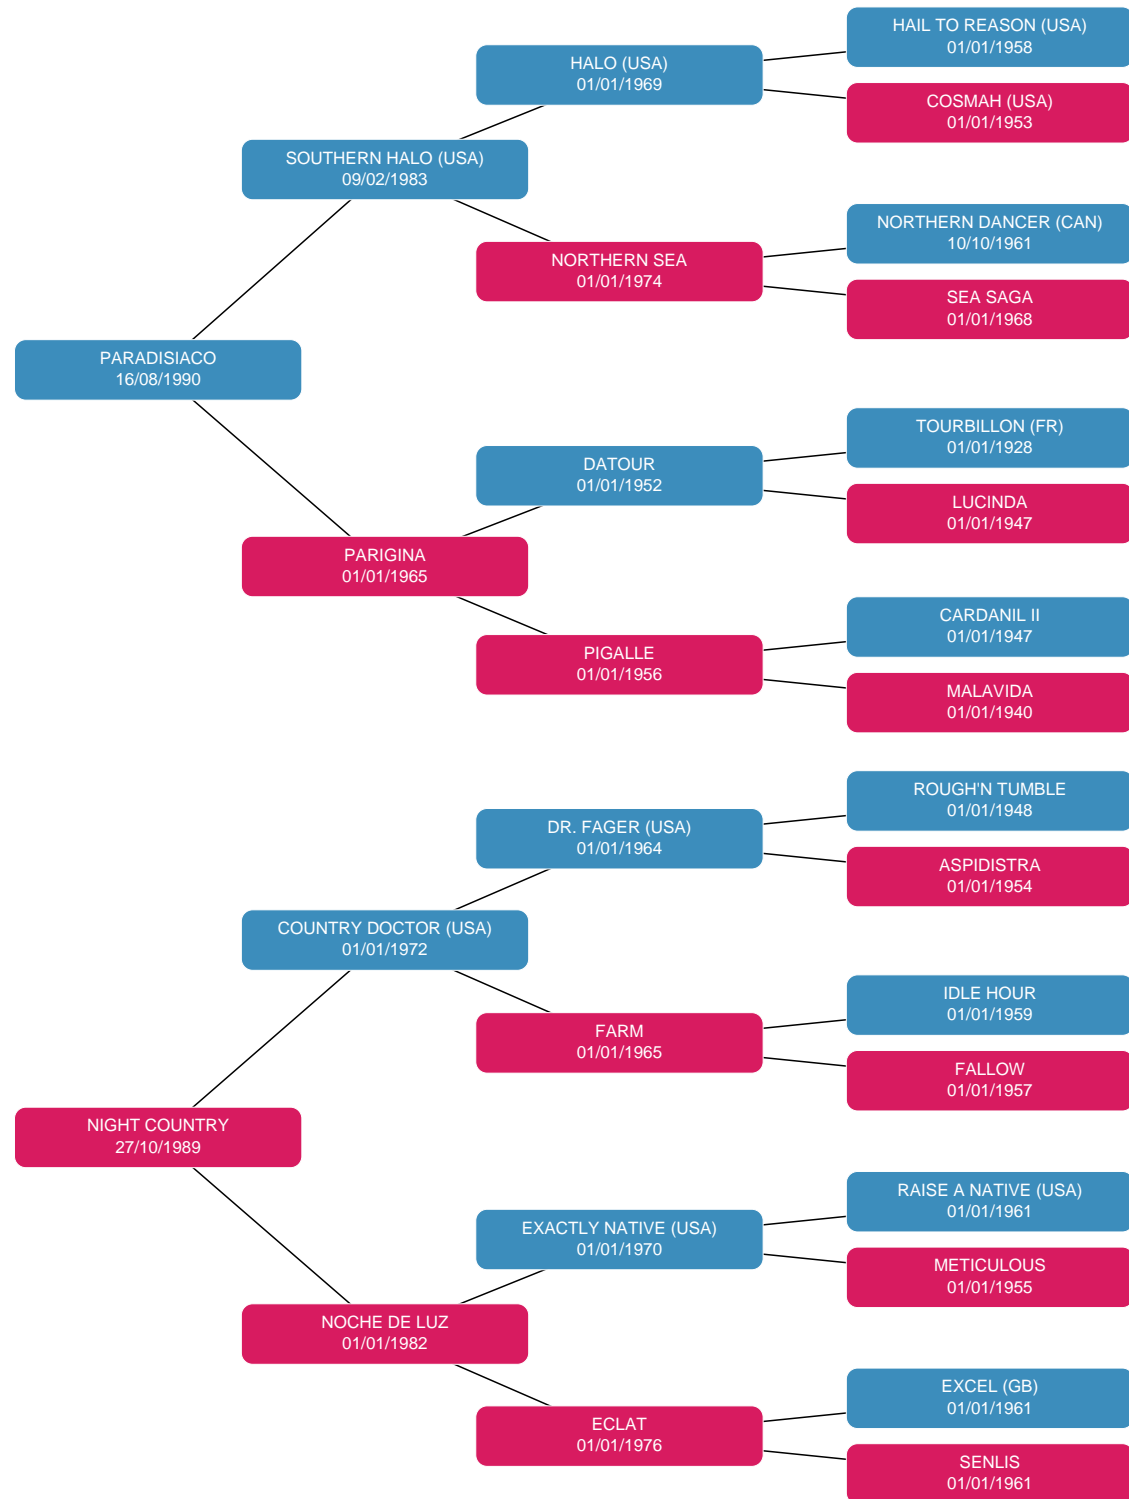 HAIL TO REASON (USA)
01/01/1958
HALO (USA)
01/01/1969
COSMAH (USA)
01/01/1953
SOUTHERN HALO (USA)
09/02/1983
NORTHERN DANCER (CAN)
10/10/1961
NORTHERN SEA
01/01/1974
SEA SAGA
01/01/1968
PARADISIACO
16/08/1990
TOURBILLON (FR)
01/01/1928
DATOUR
01/01/1952
LUCINDA
01/01/1947
PARIGINA
01/01/1965
CARDANIL II
01/01/1947
PIGALLE
01/01/1956
MALAVIDA
01/01/1940
ROUGH'N TUMBLE
01/01/1948
DR. FAGER (USA)
01/01/1964
ASPIDISTRA
01/01/1954
COUNTRY DOCTOR (USA)
01/01/1972
IDLE HOUR
01/01/1959
FARM
01/01/1965
FALLOW
01/01/1957
NIGHT COUNTRY
27/10/1989
RAISE A NATIVE (USA)
01/01/1961
EXACTLY NATIVE (USA)
01/01/1970
METICULOUS
01/01/1955
NOCHE DE LUZ
01/01/1982
EXCEL (GB)
01/01/1961
ECLAT
01/01/1976
SENLIS
01/01/1961